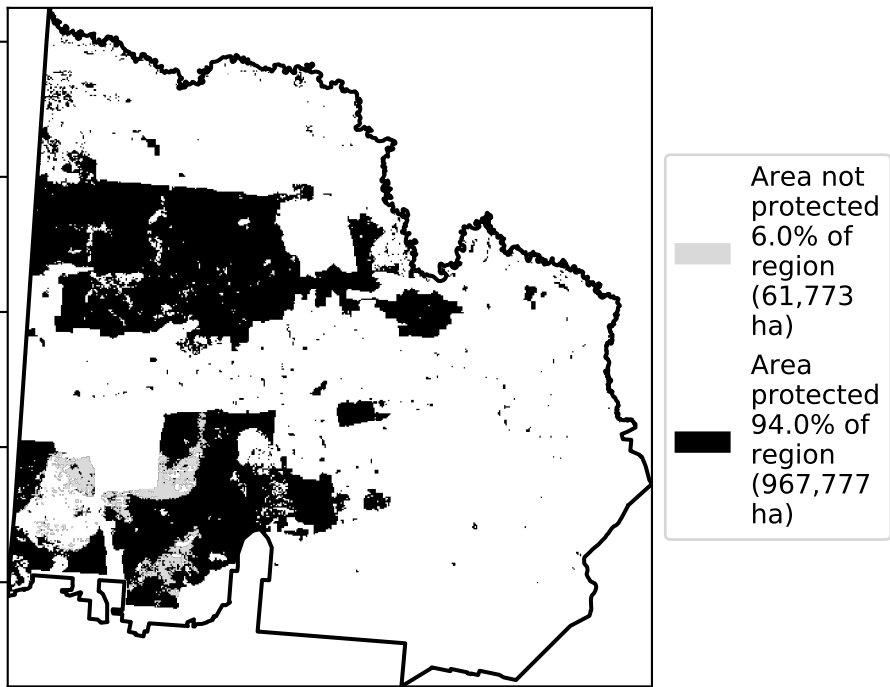 Area not
protected
6.0% of
region
(61,773
ha)
Area
protected
94.0% of
region
(967,777
ha)